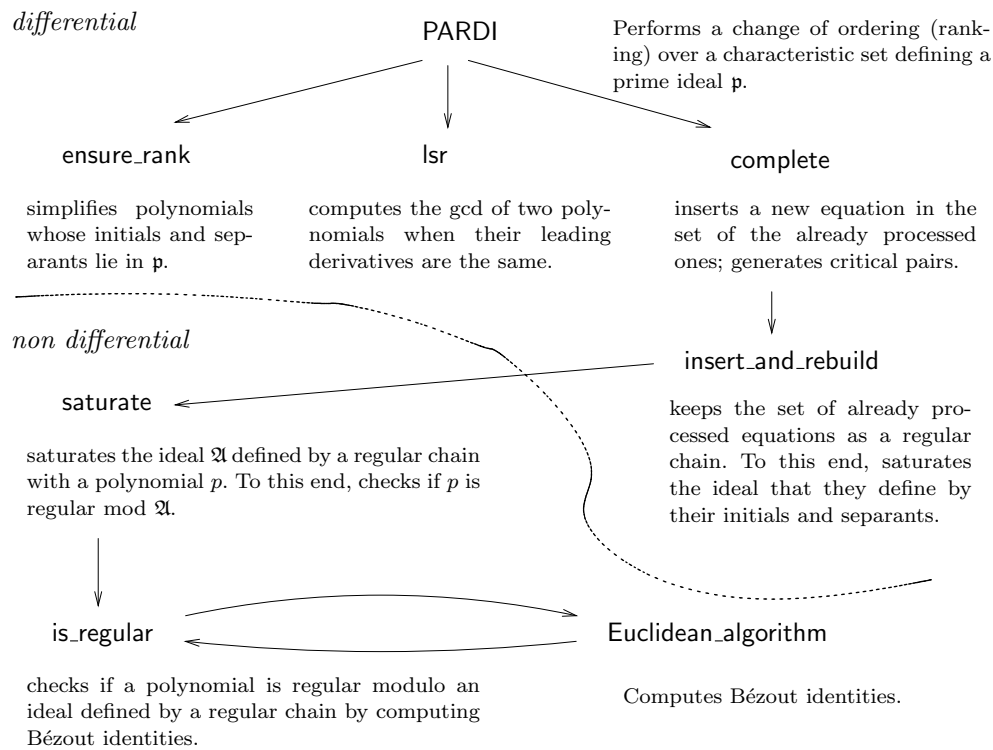 differential
PARDI
Performs a change of ordering (rank-
ing) over a characteristic set defining a
prime ideal 𝔭.
ensure_rank
lsr
complete
simplifies polynomials
whose initials and sep-
arants lie in 𝔭.
computes the gcd of two poly-
nomials when their leading
derivatives are the same.
inserts a new equation in the
set of the already processed
ones; generates critical pairs.
non differential
insert_and_rebuild
saturate
keeps the set of already pro-
cessed equations as a regular
chain. To this end, saturates
the ideal that they define by
their initials and separants.
saturates the ideal 𝔄 defined by a regular chain
with a polynomial p. To this end, checks if p is
regular mod 𝔄.
is_regular
Euclidean_algorithm
checks if a polynomial is regular modulo an
ideal defined by a regular chain by computing
Bézout identities.
Computes Bézout identities.